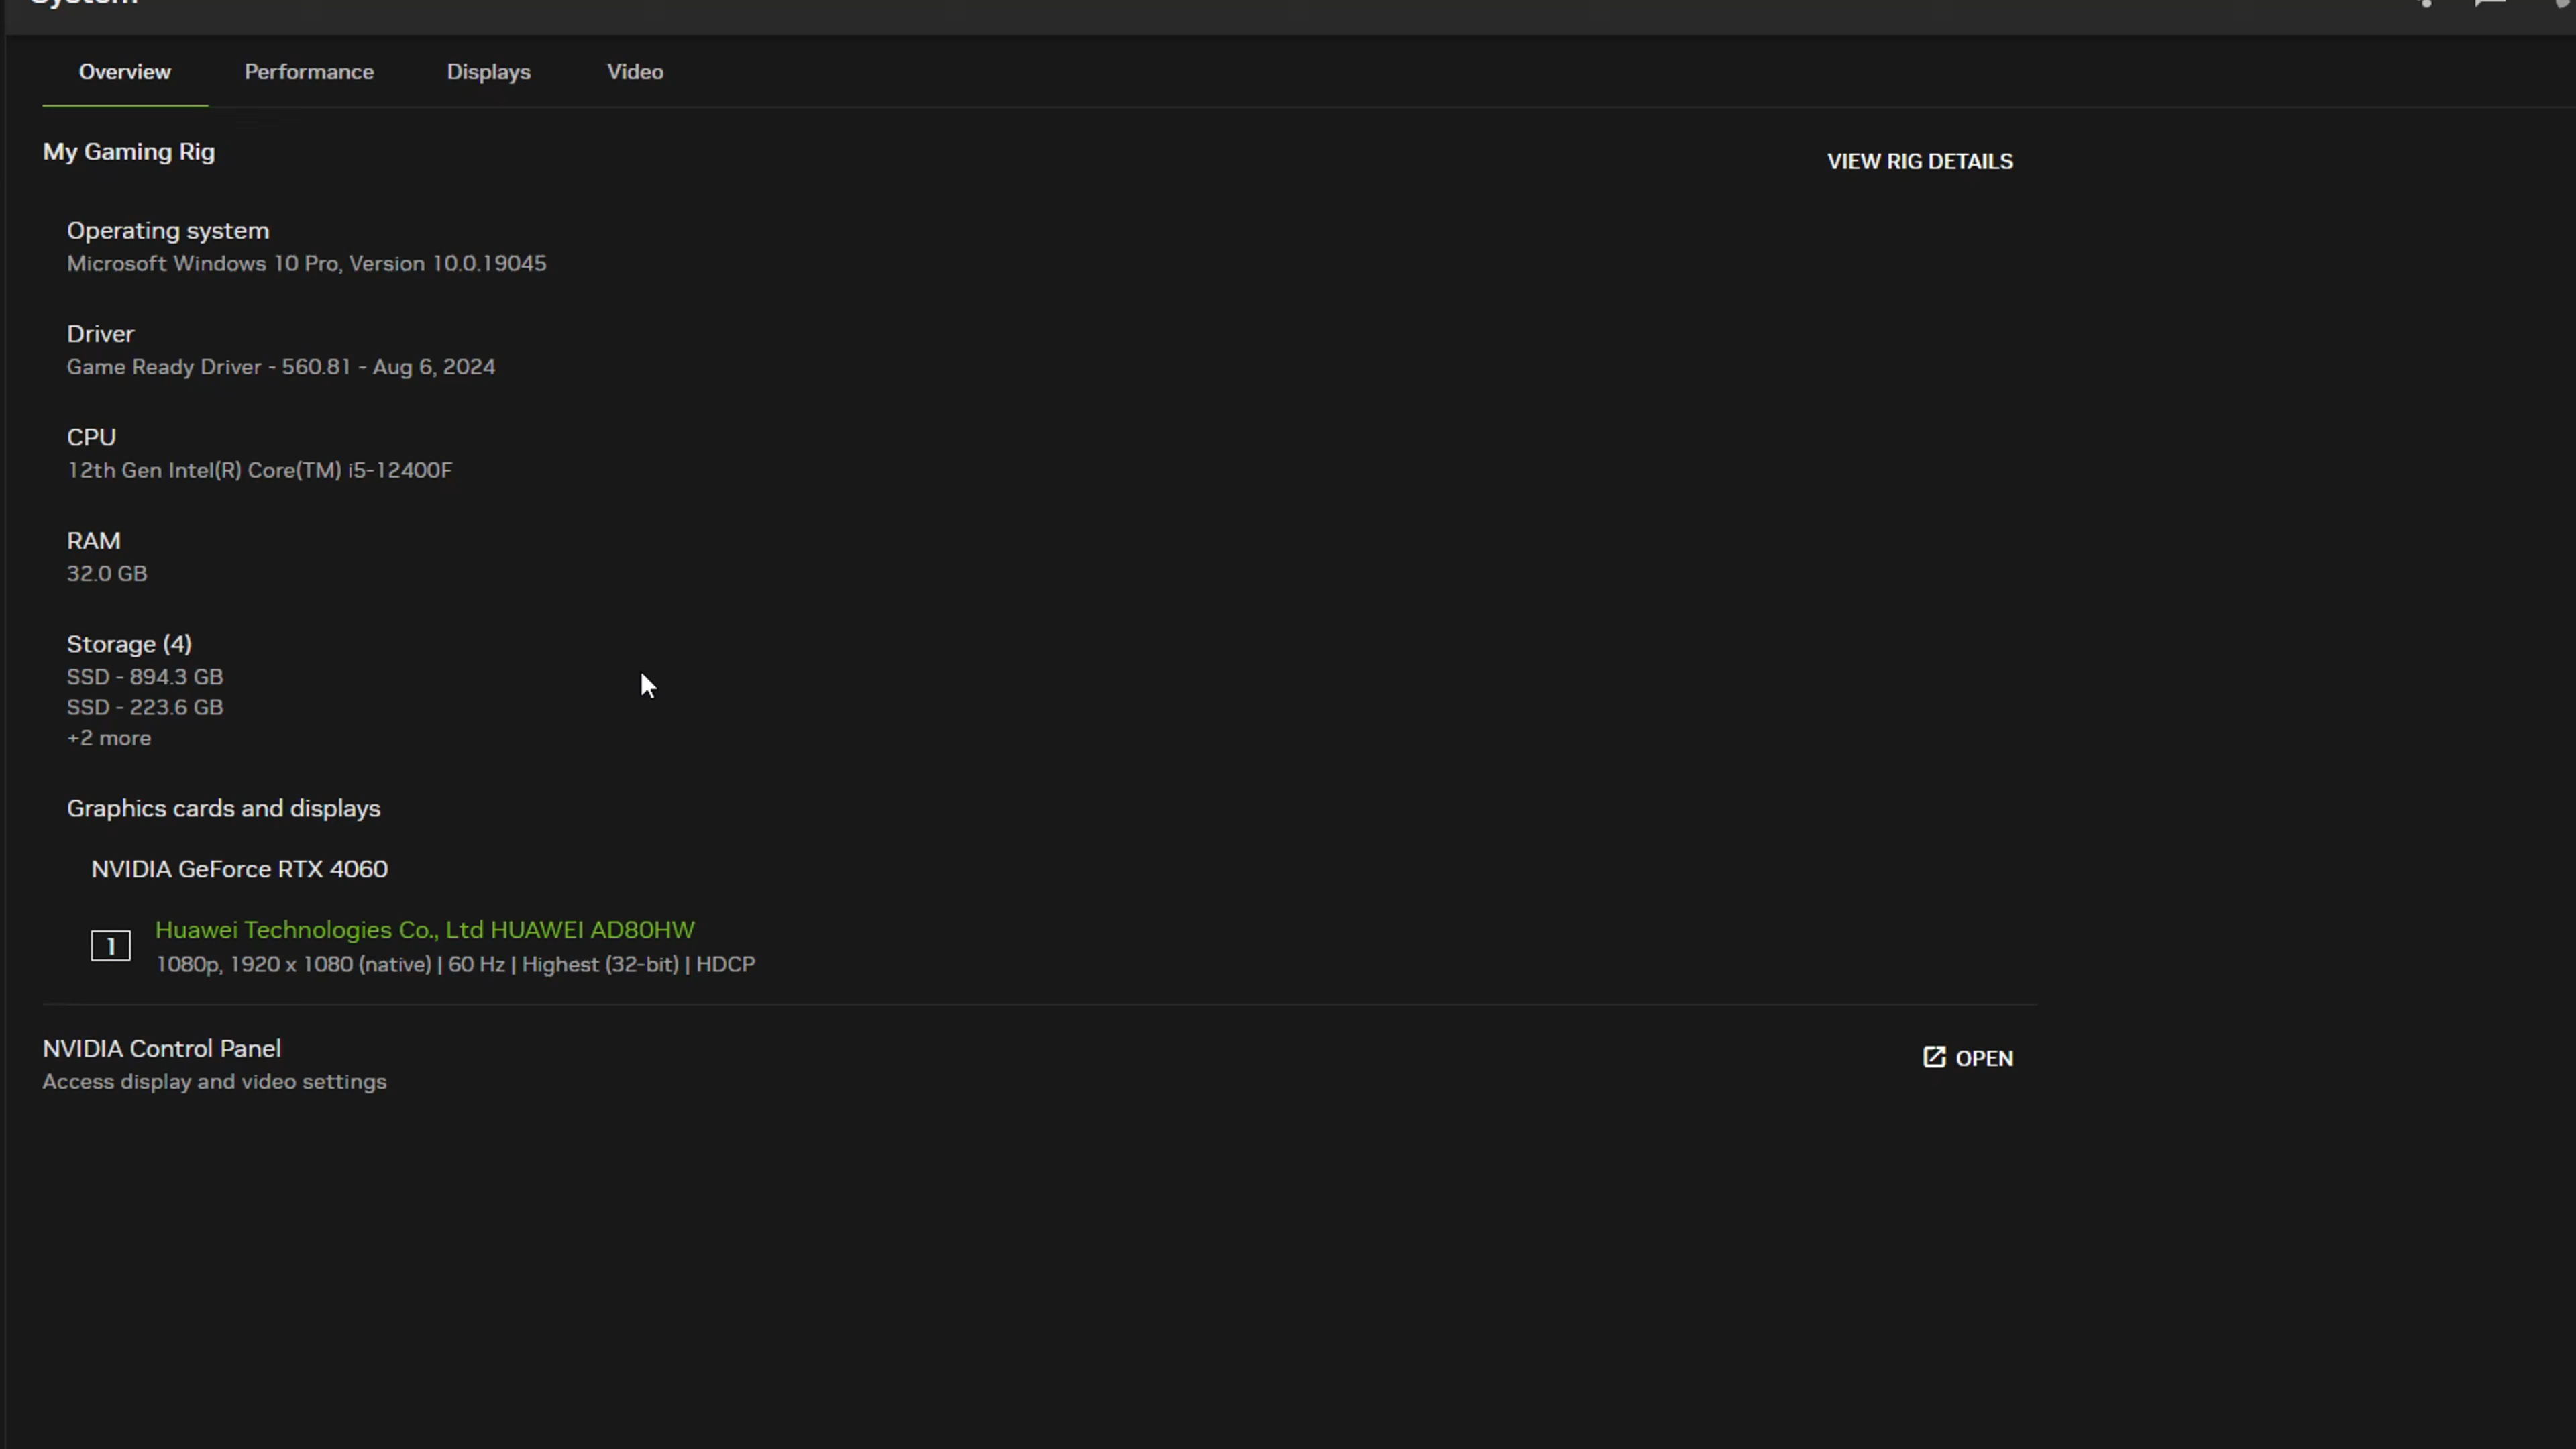 System
Overview Performance Displays Video
My Gaming Rig
VIEW RIG DETAILS
Operating system
Microsoft Windows 10 Pro, Version 10.0.19045
Driver
Game Ready Driver - 560.81 - Aug 6, 2024
CPU
12th Gen Intel(R) Core(TM) i5-12400F
RAM
32.0 GB
Storage (4)
SSD - 894.3 GB
SSD - 223.6 GB
+2 more
Graphics cards and displays
NVIDIA GeForce RTX 4060
1
Huawei Technologies Co., Ltd HUAWEI AD80HW
1080p, 1920 x 1080 (native) | 60 Hz | Highest (32-bit) | HDCP
NVIDIA Control Panel
OPEN
Access display and video settings